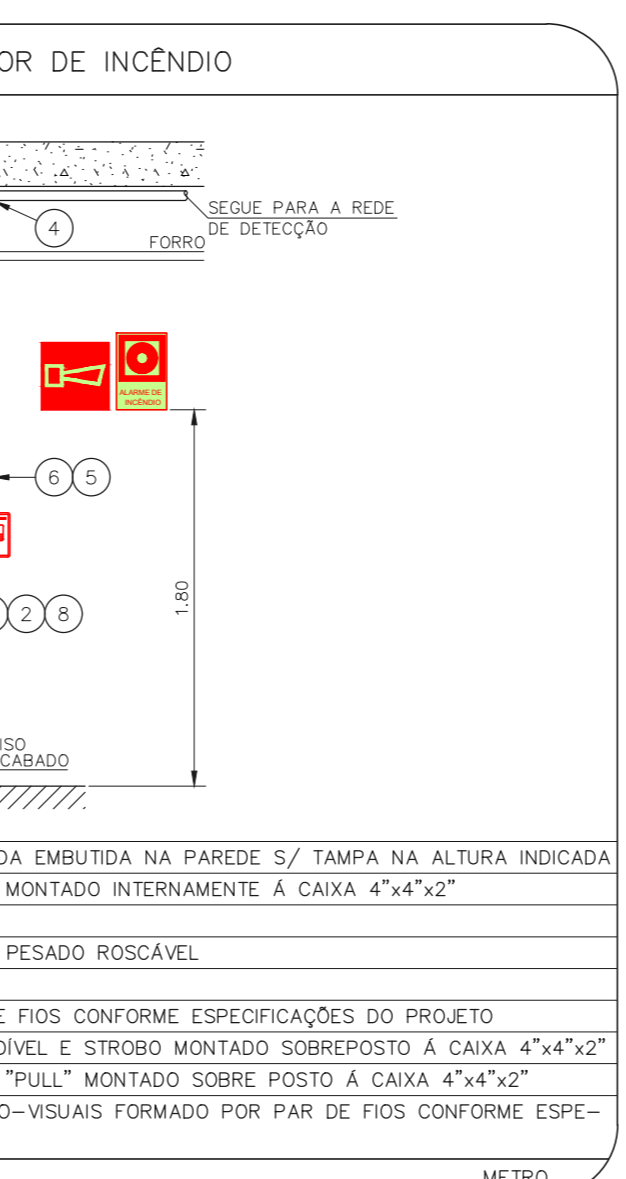 OR DE INCÊNDIO
SEGUE PARA A REDE
DE DETECÇÃO
4
FORRO
ALARME DE
INCÊNDIO
6 5
2 8
1.80
ISO
CABADO
DA EMBUTIDA NA PAREDE S/ TAMPA NA ALTURA INDICADA
MONTADO INTERNAMENTE Á CAIXA 4"x4"x2"
PESADO ROSCÁVEL
E FIOS CONFORME ESPECIFICAÇÕES DO PROJETO
DÍVEL E STROBO MONTADO SOBREPOSTO Á CAIXA 4"x4"x2"
"PULL" MONTADO SOBRE POSTO Á CAIXA 4"x4"x2"
O-VISUAIS FORMADO POR PAR DE FIOS CONFORME ESPE-
METRO